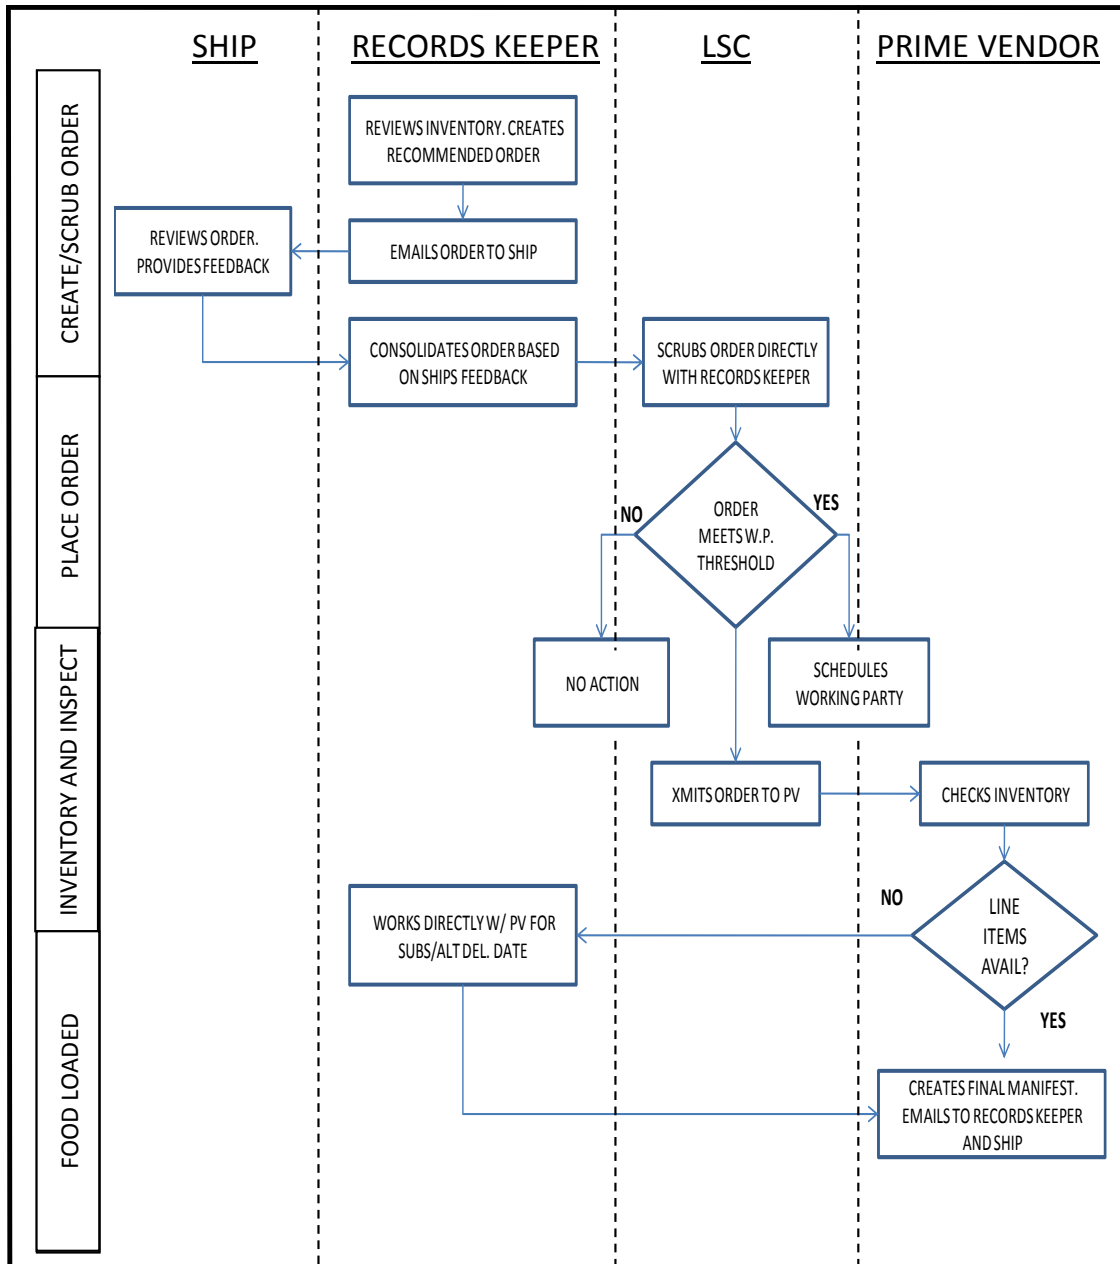 SHIP
RECORDS KEEPER
LSC
PRIME VENDOR
CREATE/SCRUB ORDER
REVIEWS INVENTORY. CREATES
RECOMMENDED ORDER
REVIEWS ORDER.
PROVIDES FEEDBACK
EMAILS ORDER TO SHIP
CONSOLIDATES ORDER BASED
ON SHIPS FEEDBACK
SCRUBS ORDER DIRECTLY
WITH RECORDS KEEPER
PLACE ORDER
NO
YES
ORDER
MEETS W.P.
THRESHOLD
INVENTORY AND INSPECT
NO ACTION
SCHEDULES
WORKING PARTY
XMITS ORDER TO PV
CHECKS INVENTORY
NO
WORKS DIRECTLY W/ PV FOR
SUBS/ALT DEL. DATE
LINE
ITEMS
AVAIL?
YES
FOOD LOADED
CREATES FINAL MANIFEST.
EMAILS TO RECORDS KEEPER
AND SHIP